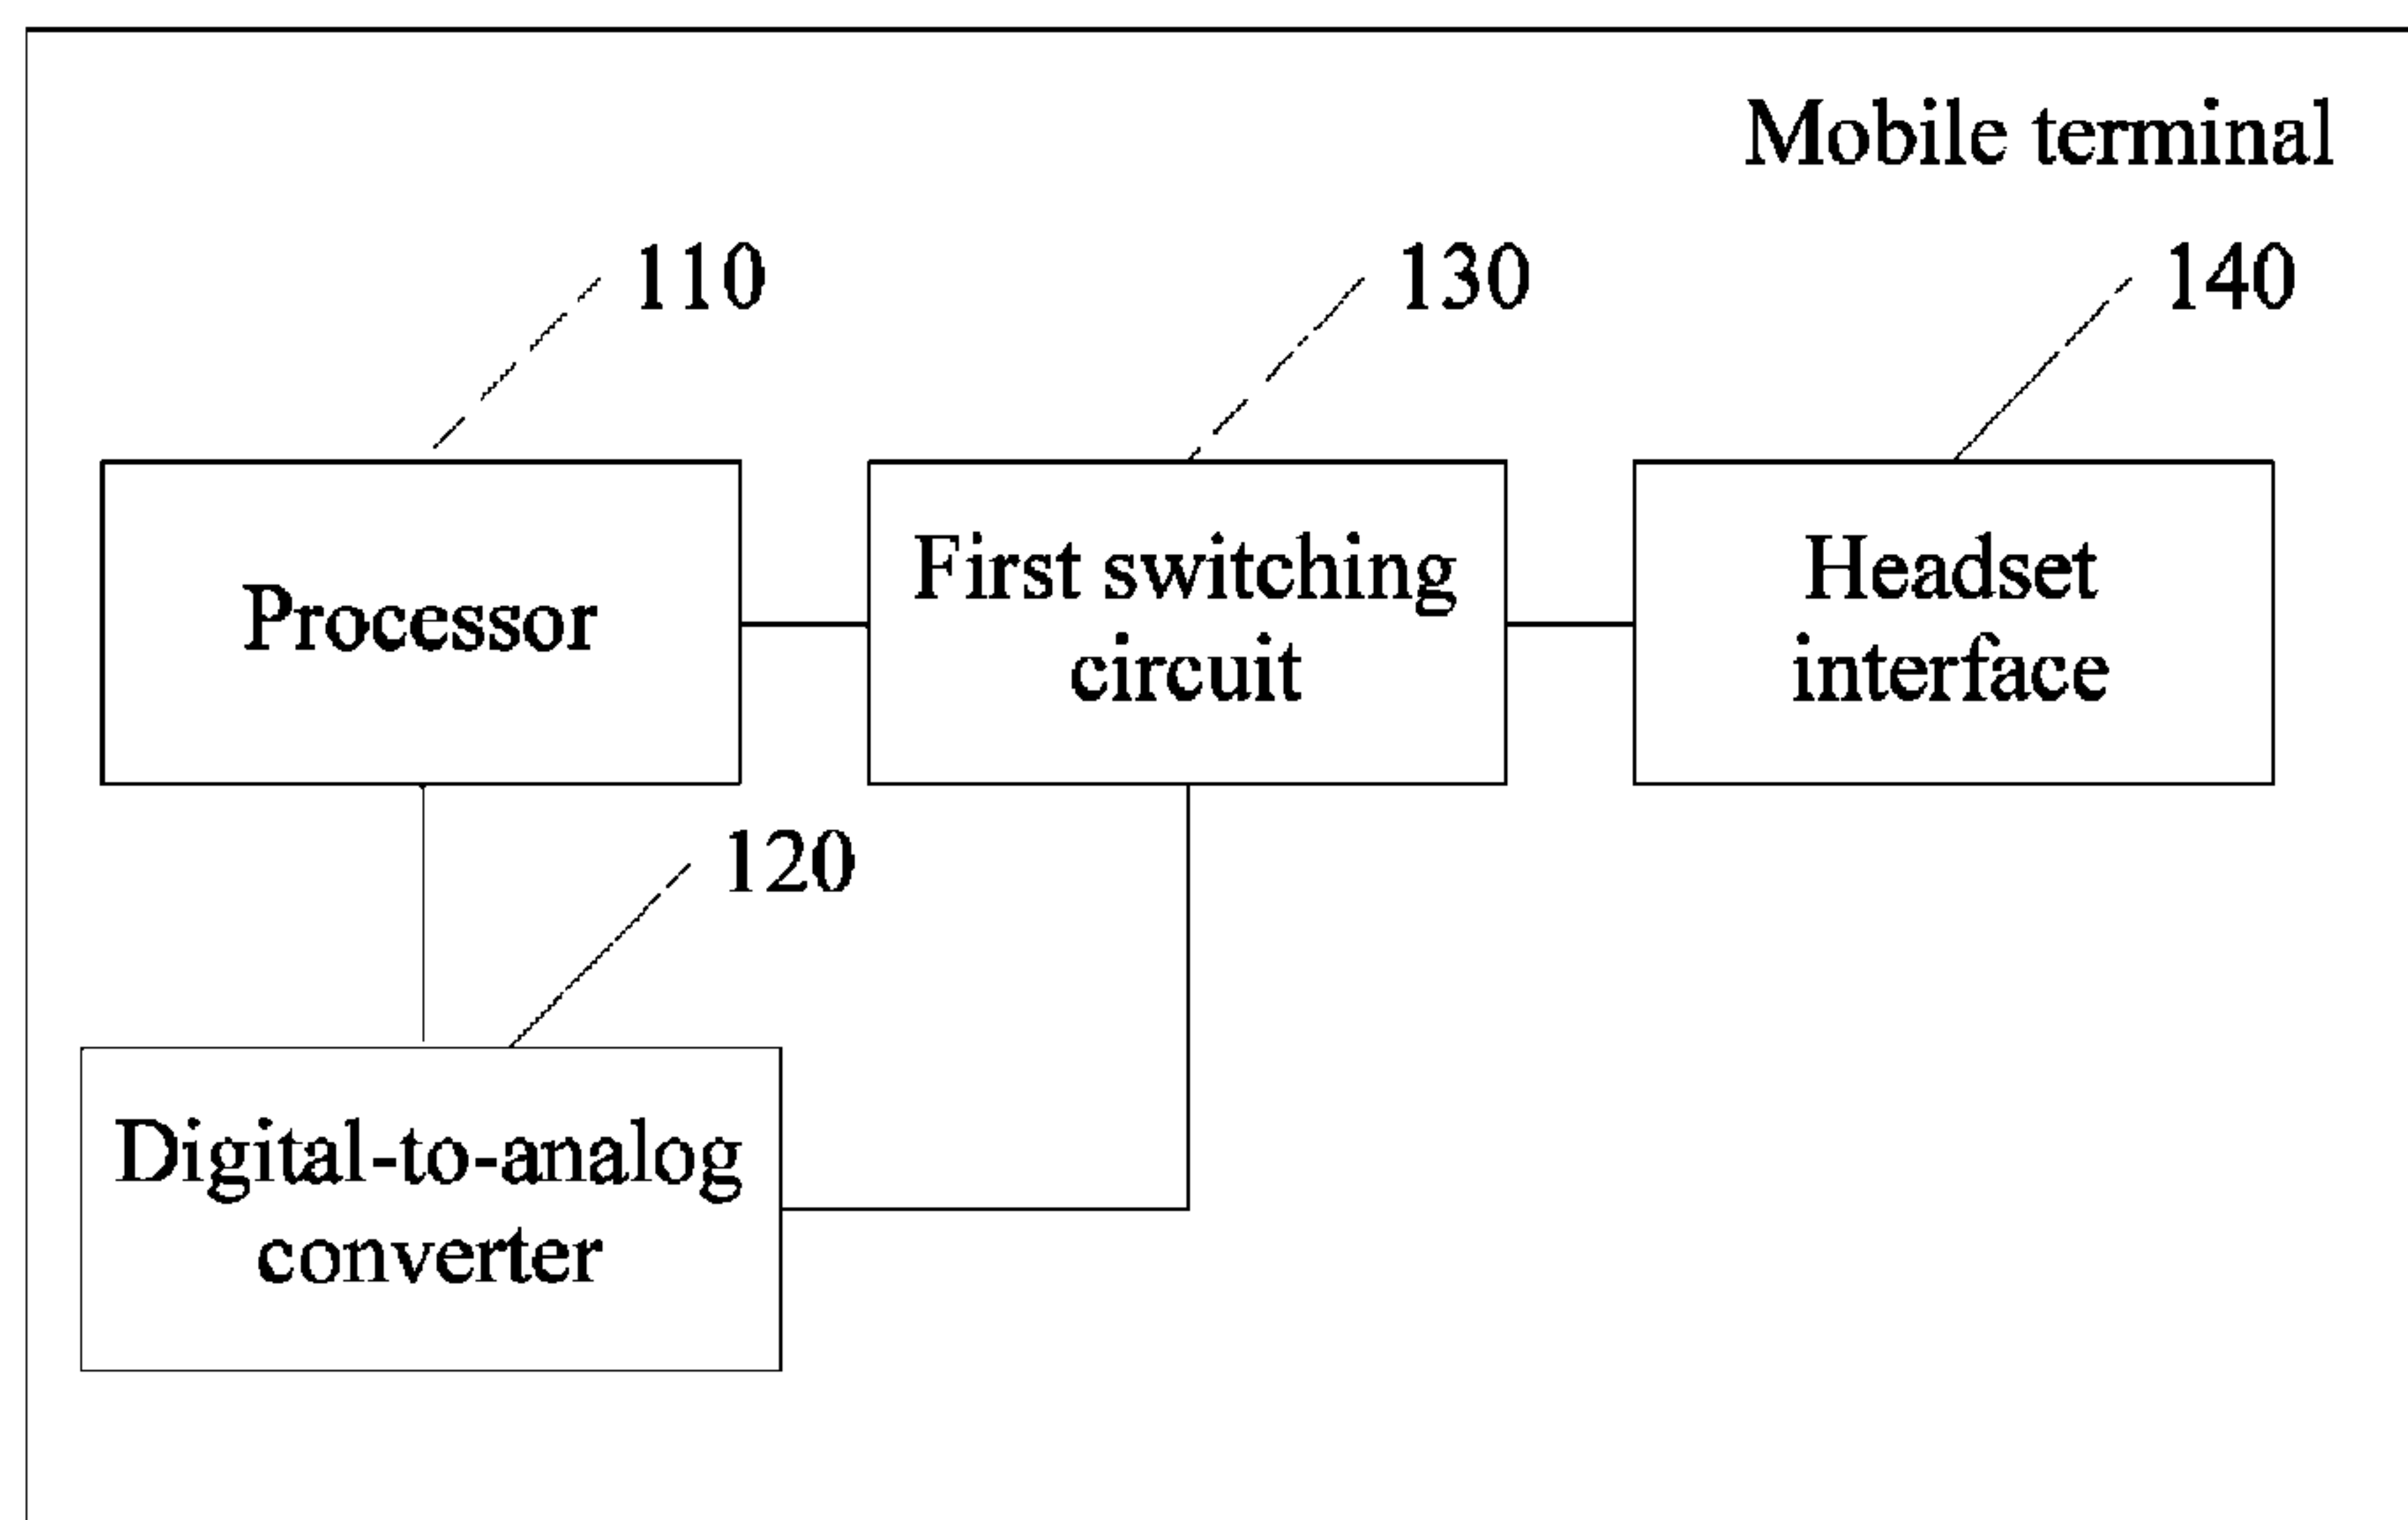 Mobile terminal
110
130
140
Processor
First switching
circuit
Headset
interface
120
Digital-to-analog
converter